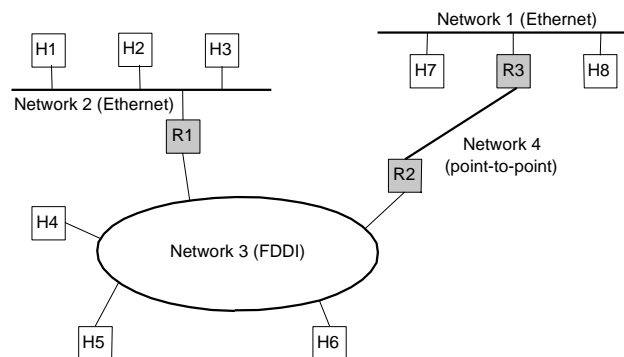 Network 1 (Ethernet)
H1
H2
H3
H7
R3
H8
Network 2 (Ethernet)
R1
Network 4
(point-to-point)
R2
H4
Network 3 (FDDI)
H5
H6